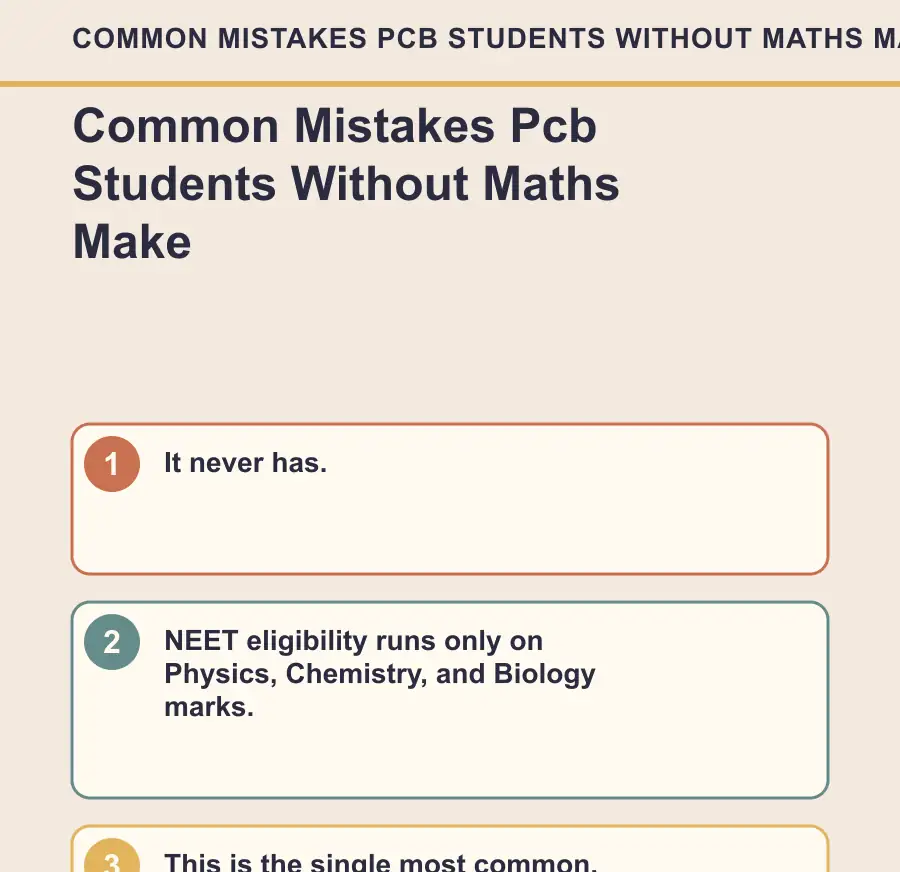 COMMON MISTAKES PCB STUDENTS WITHOUT MATHS
Common Mistakes Pcb
Students Without Maths
Make
1
It never has.
2
NEET eligibility runs only on
Physics, Chemistry, and Biology
marks.
3
This is the single most common,